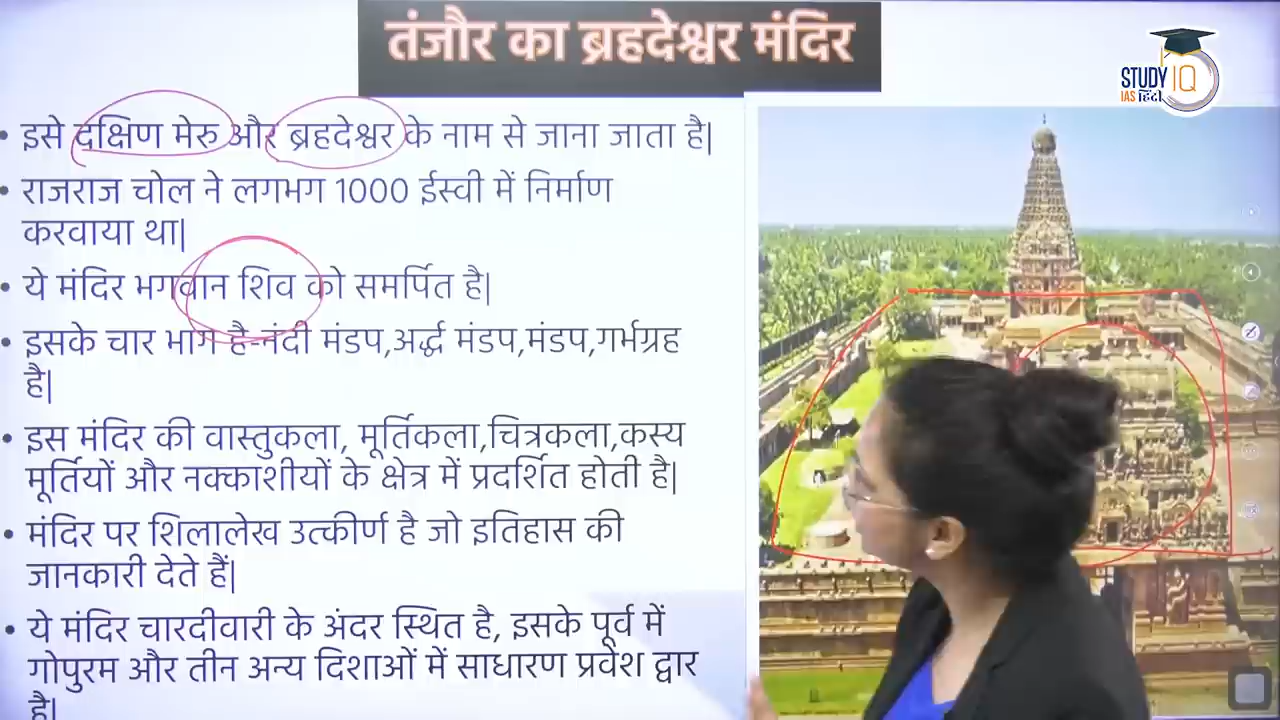 तंजौर का ब्रहदेश्वर मंदिर
STUDY IQ
IAS हिंदी
• इसे दक्षिण मेरु और ब्रहदेश्वर के नाम से जाना जाता है|
• राजराज चोल ने लगभग 1000 ईस्वी में निर्माण
करवाया था|
• ये मंदिर भगवान शिव को समर्पित है|
• इसके चार भाग है-नंदी मंडप,अर्द्ध मंडप,मंडप,गर्भग्रह
है|
• इस मंदिर की वास्तुकला, मूर्तिकला,चित्रकला,कस्य
मूर्तियों और नक्काशीयों के क्षेत्र में प्रदर्शित होती है|
• मंदिर पर शिलालेख उत्कीर्ण है जो इतिहास की
जानकारी देते हैं|
• ये मंदिर चारदीवारी के अंदर स्थित है, इसके पूर्व में
गोपुरम और तीन अन्य दिशाओं में साधारण प्रवेश द्वार
है|